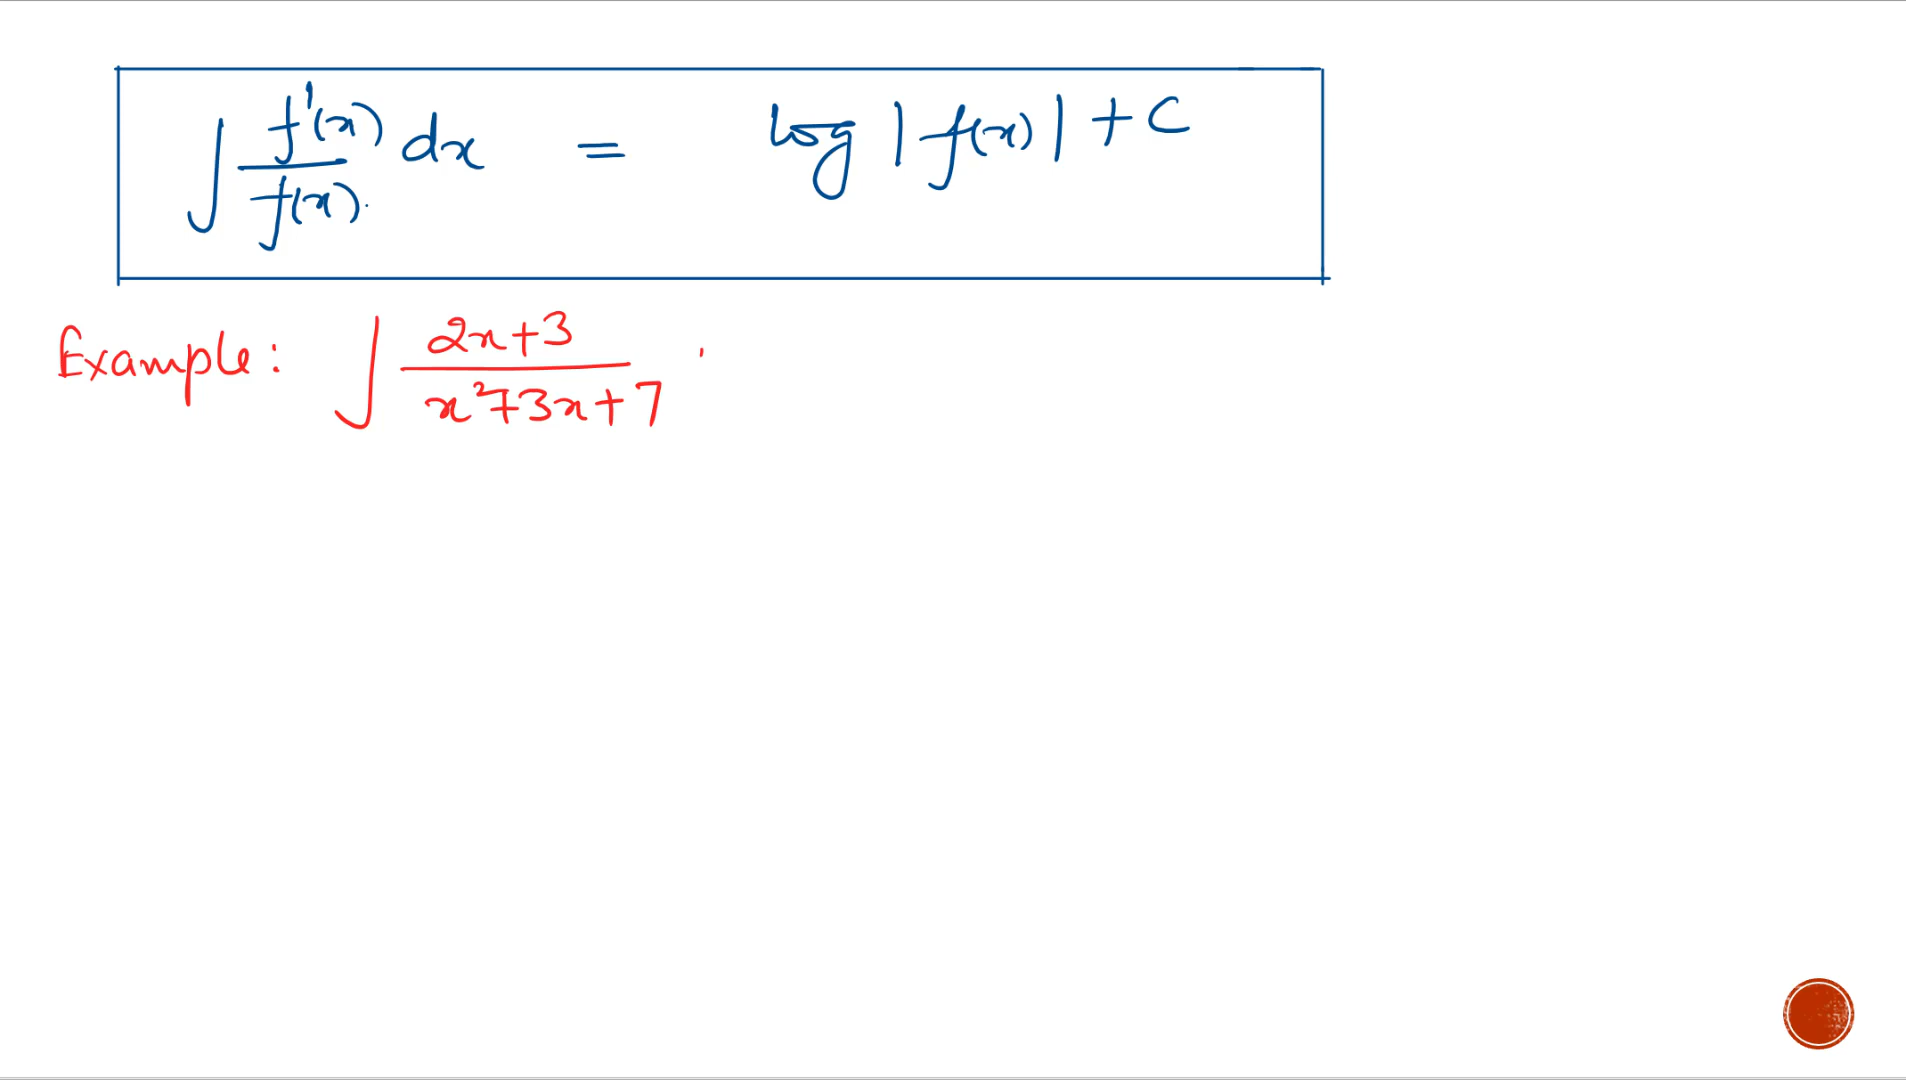 ∫ f'(x)/f(x) dx = log |f(x)| + C
Example: ∫ 2x+3 / x²+3x+7